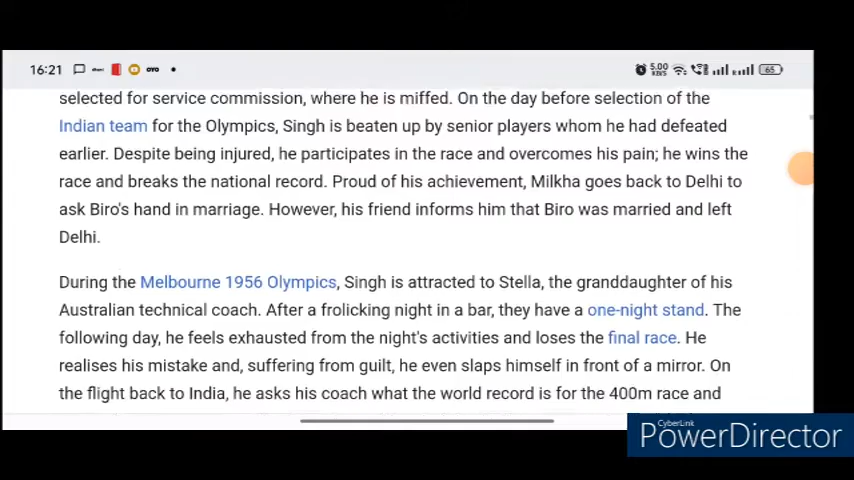 16:21 OYO 5.00 KB/S 65
selected for service commission, where he is miffed. On the day before selection of the
Indian team for the Olympics, Singh is beaten up by senior players whom he had defeated
earlier. Despite being injured, he participates in the race and overcomes his pain; he wins the
race and breaks the national record. Proud of his achievement, Milkha goes back to Delhi to
ask Biro's hand in marriage. However, his friend informs him that Biro was married and left
Delhi.
During the Melbourne 1956 Olympics, Singh is attracted to Stella, the granddaughter of his
Australian technical coach. After a frolicking night in a bar, they have a one-night stand. The
following day, he feels exhausted from the night's activities and loses the final race. He
realises his mistake and, suffering from guilt, he even slaps himself in front of a mirror. On
the flight back to India, he asks his coach what the world record is for the 400m race and
CyberLink
PowerDirector